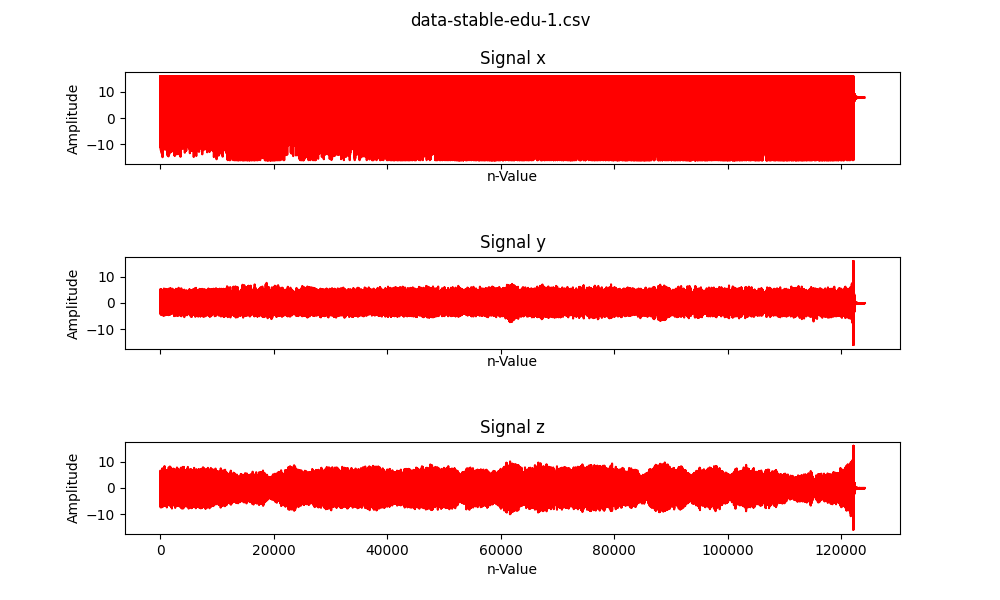 data-stable-edu-1.csv
Signal x
Amplitude
10
0
−10
n-Value
Signal y
Amplitude
10
0
−10
n-Value
Signal z
Amplitude
10
0
−10
0 20000 40000 60000 80000 100000 120000
n-Value